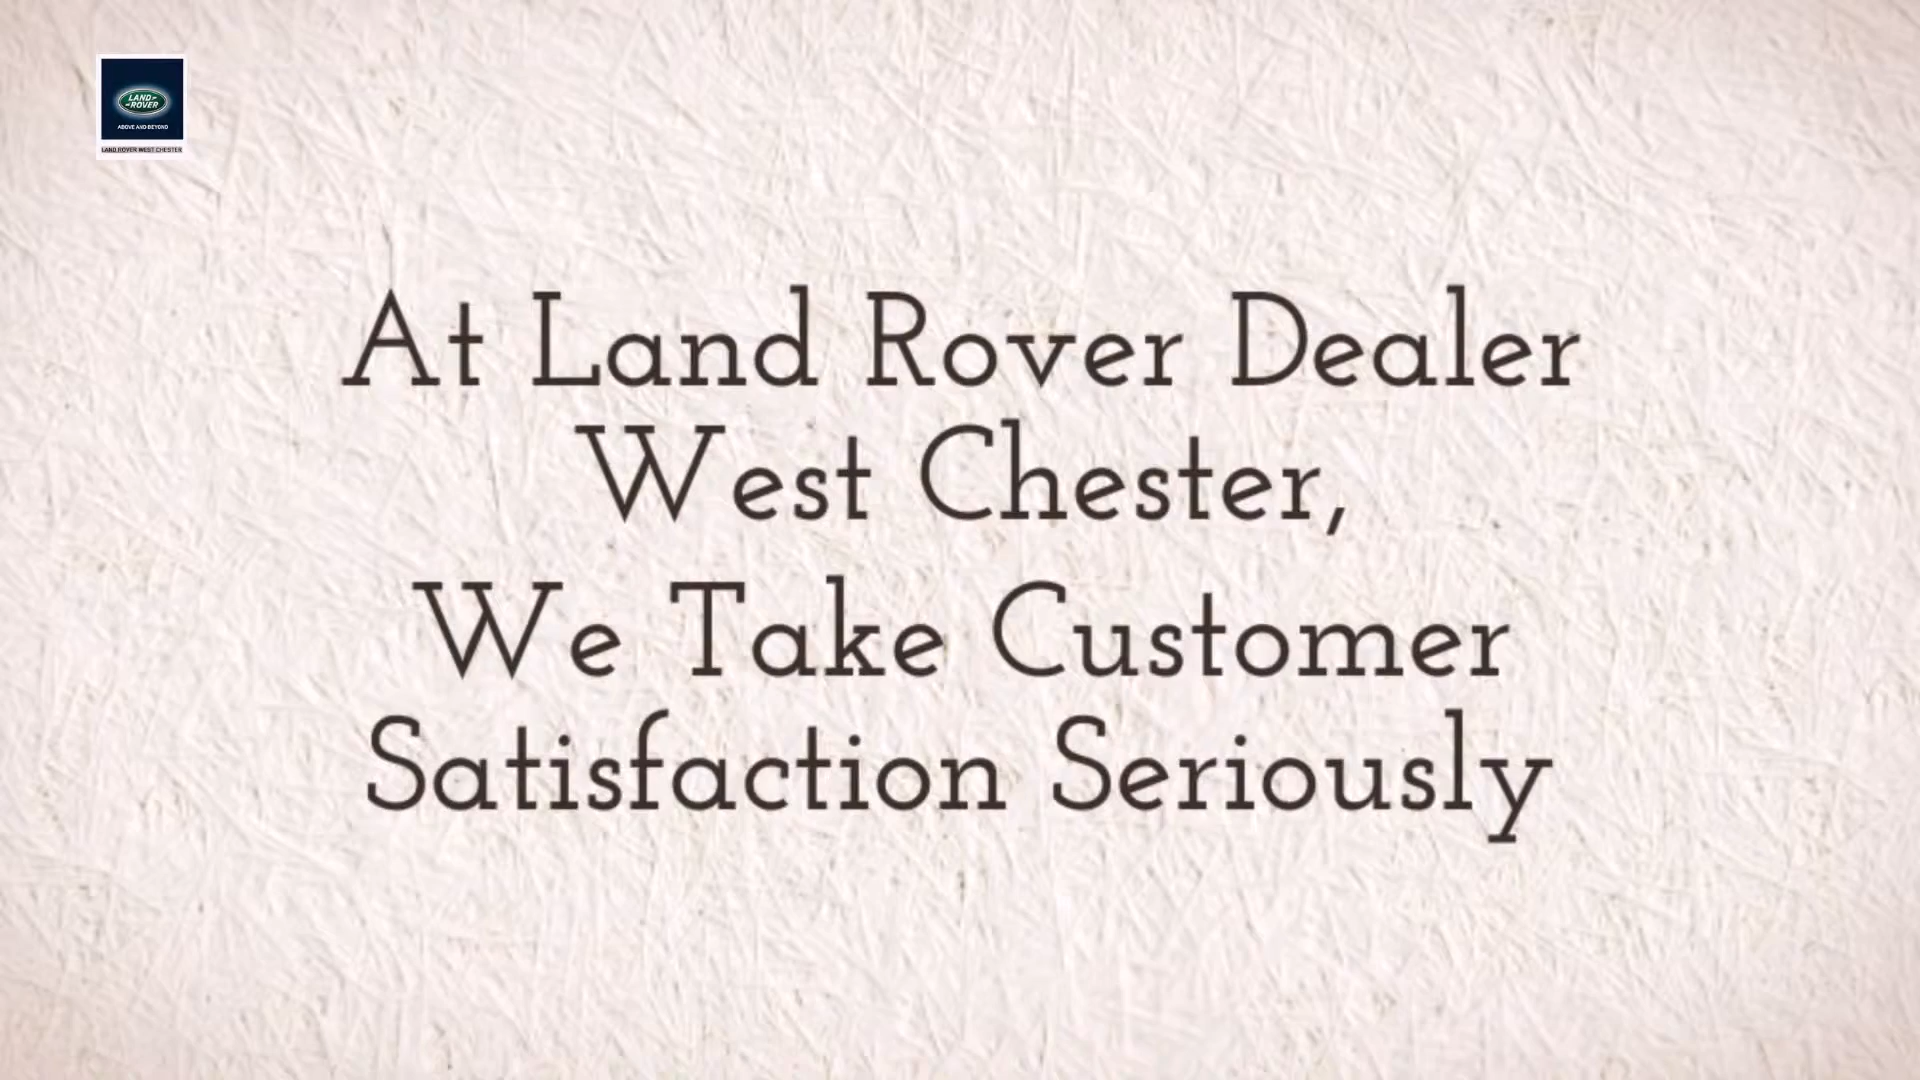 LAND
ROVER
ABOVE AND BEYOND
LAND ROVER WEST CHESTER
At Land Rover Dealer
West Chester,
We Take Customer
Satisfaction Seriously